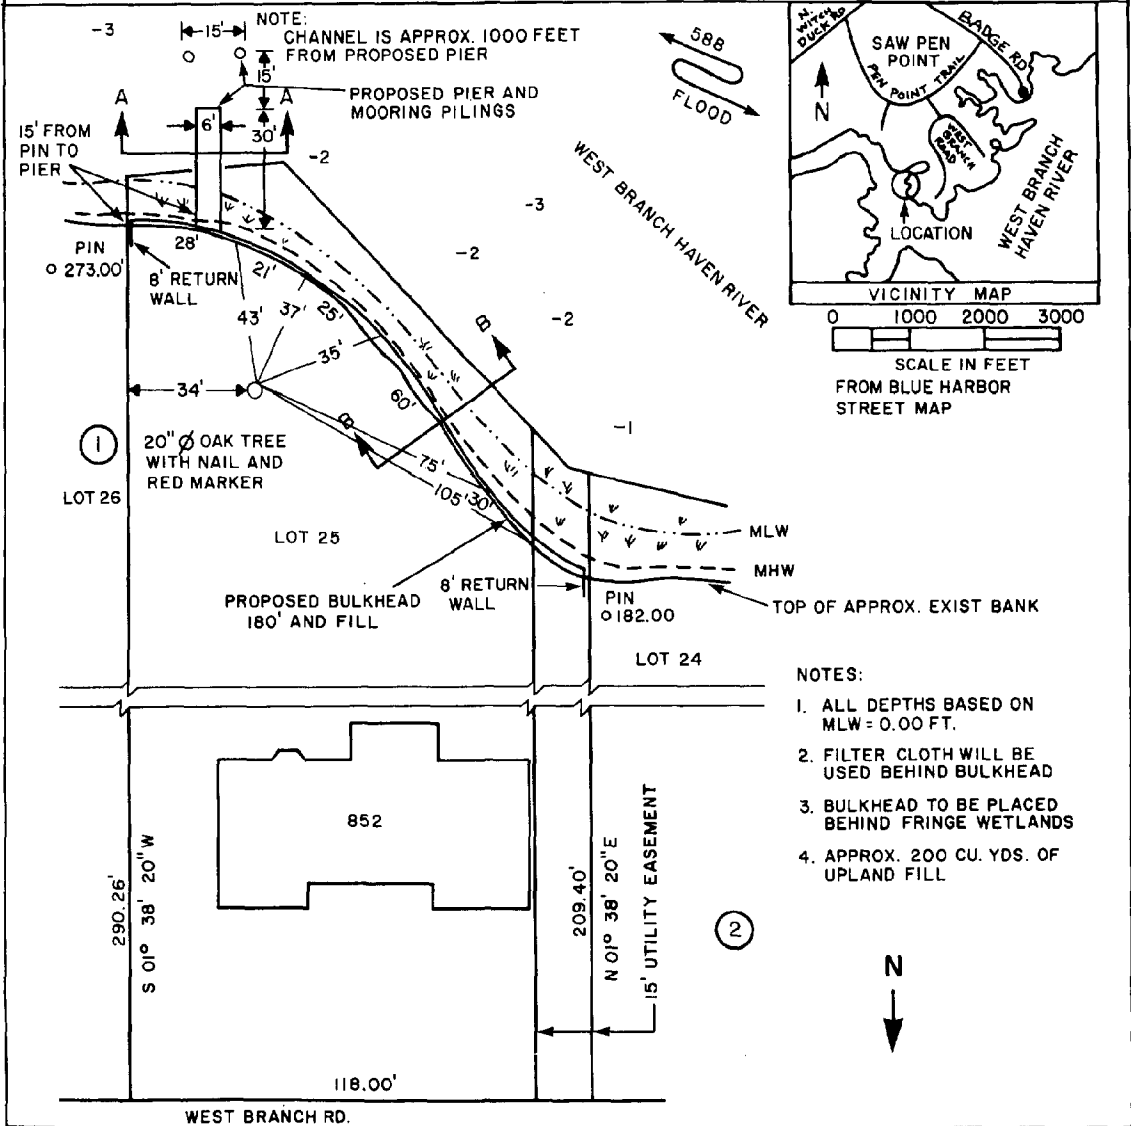 -3
15'
NOTE:
CHANNEL IS APPROX. 1000 FEET
FROM PROPOSED PIER
15'
A
A
PROPOSED PIER AND
MOORING PILINGS
6'
30'
15' FROM
PIN TO
PIER
-2
-3
-2
-2
-1
58B
FLOOD
WEST BRANCH HAVEN RIVER
PIN
273.00'
28'
8' RETURN
WALL
21'
25'
43'
37'
35'
60'
34'
B
B
75'
105'
30'
1
20" Ø OAK TREE
WITH NAIL AND
RED MARKER
LOT 26
LOT 25
MLW
MHW
8' RETURN
WALL
PROPOSED BULKHEAD
180' AND FILL
PIN
182.00
TOP OF APPROX. EXIST BANK
LOT 24
N. WITCH
DUCK RD
BADGE RD
SAW PEN
POINT
PEN POINT TRAIL
N
WEST
BRANCH
ROAD
WEST BRANCH
HAVEN RIVER
LOCATION
VICINITY MAP
0 1000 2000 3000
SCALE IN FEET
FROM BLUE HARBOR
STREET MAP
NOTES:
1. ALL DEPTHS BASED ON
MLW = 0.00 FT.
2. FILTER CLOTH WILL BE
USED BEHIND BULKHEAD
3. BULKHEAD TO BE PLACED
BEHIND FRINGE WETLANDS
4. APPROX. 200 CU. YDS. OF
UPLAND FILL
852
290.26'
S 01° 38' 20" W
209.40'
N 01° 38' 20" E
15' UTILITY EASEMENT
2
N
118.00'
WEST BRANCH RD.